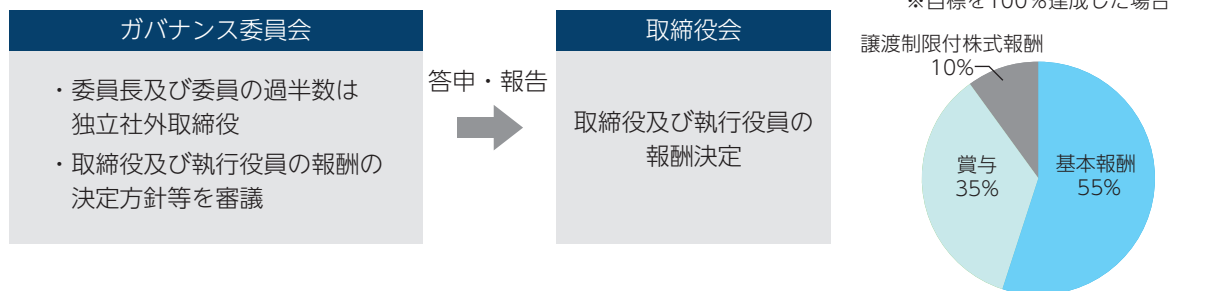 ガバナンス委員会
・委員長及び委員の過半数は
独立社外取締役
・取締役及び執行役員の報酬の
決定方針等を審議
答申・報告
取締役会
取締役及び執行役員の
報酬決定
※目標を100%達成した場合
譲渡制限付株式報酬
10%
賞与
35%
基本報酬
55%